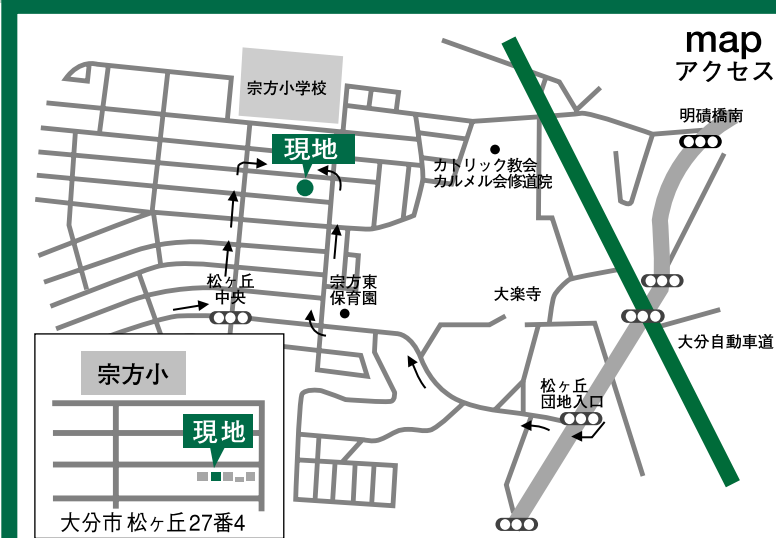 map
アクセス
宗方小学校
明磧橋南
現地
カトリック教会
カルメル会修道院
松ヶ丘
中央
宗方東
保育園
大楽寺
大分自動車道
松ヶ丘
団地入口
宗方小
現地
大分市 松ヶ丘27番4